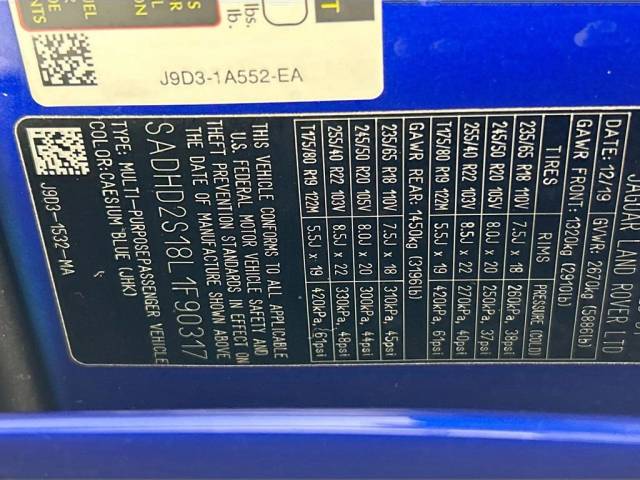 lbs.
lb.
T
J9D3-1A552-EA
JAGUAR LAND ROVER LTD
DATE: 12/19 GVWR: 2670kg (5886lb)
GAWR FRONT: 1320kg (2910lb)
TIRES RIMS PRESSURE (COLD)
235/65 R18 110V 7.5J × 18 260kPa, 38psi
245/50 R20 105V 8.0J × 20 250kPa, 37psi
255/40 R22 103V 8.5J × 22 270kPa, 40psi
T175/80 R19 122M 5.5J × 19 420kPa, 61psi
GAWR REAR: 1450kg (3196lb)
235/65 R18 110V 7.5J × 18 310kPa, 45psi
245/50 R20 105V 8.0J × 20 300kPa, 44psi
255/40 R22 103V 8.5J × 22 330kPa, 48psi
T175/80 R19 122M 5.5J × 19 420kPa, 61psi
THIS VEHICLE CONFORMS TO ALL APPLICABLE
U.S. FEDERAL MOTOR VEHICLE SAFETY AND
THEFT PREVENTION STANDARDS IN EFFECT ON
THE DATE OF MANUFACTURE SHOWN ABOVE
SADHD2S18L1F90317
TYPE: MULTI-PURPOSE PASSENGER VEHICLE
COLOR: CAESIUM BLUE (JHK)
J9D3-1532-MA